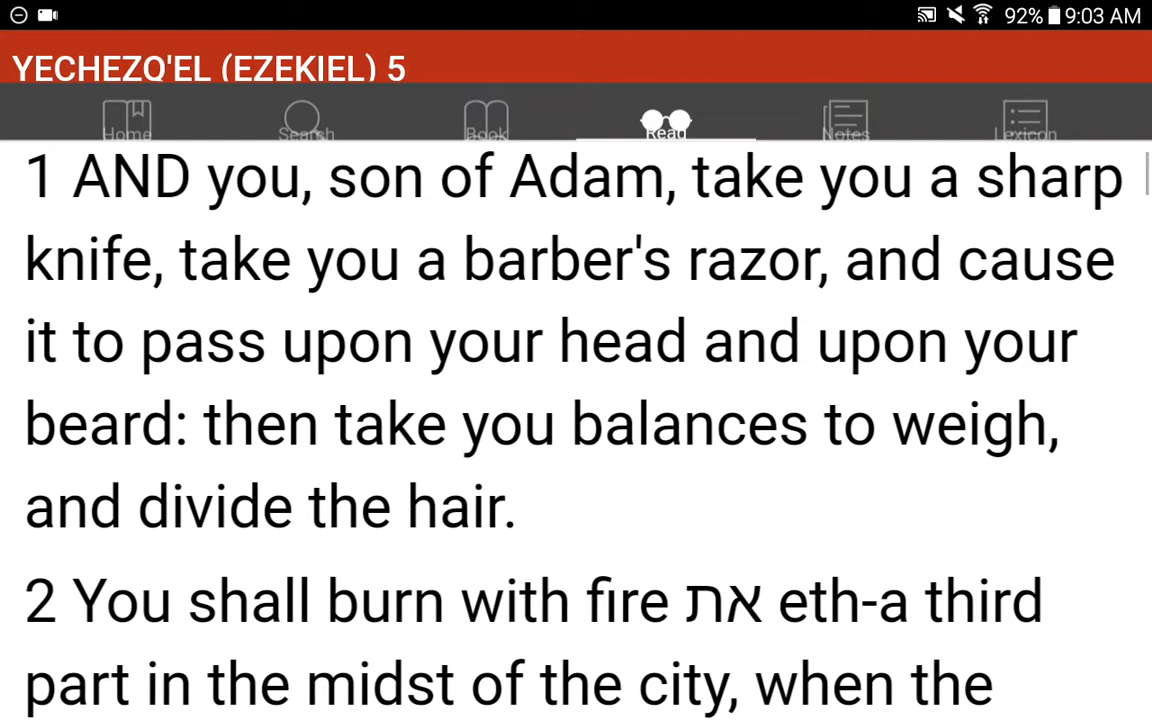 92% 9:03 AM
YECHEZQ'EL (EZEKIEL) 5
Home Search Book Read Notes Lexicon
1 AND you, son of Adam, take you a sharp
knife, take you a barber's razor, and cause
it to pass upon your head and upon your
beard: then take you balances to weigh,
and divide the hair.
2 You shall burn with fire את eth-a third
part in the midst of the city, when the